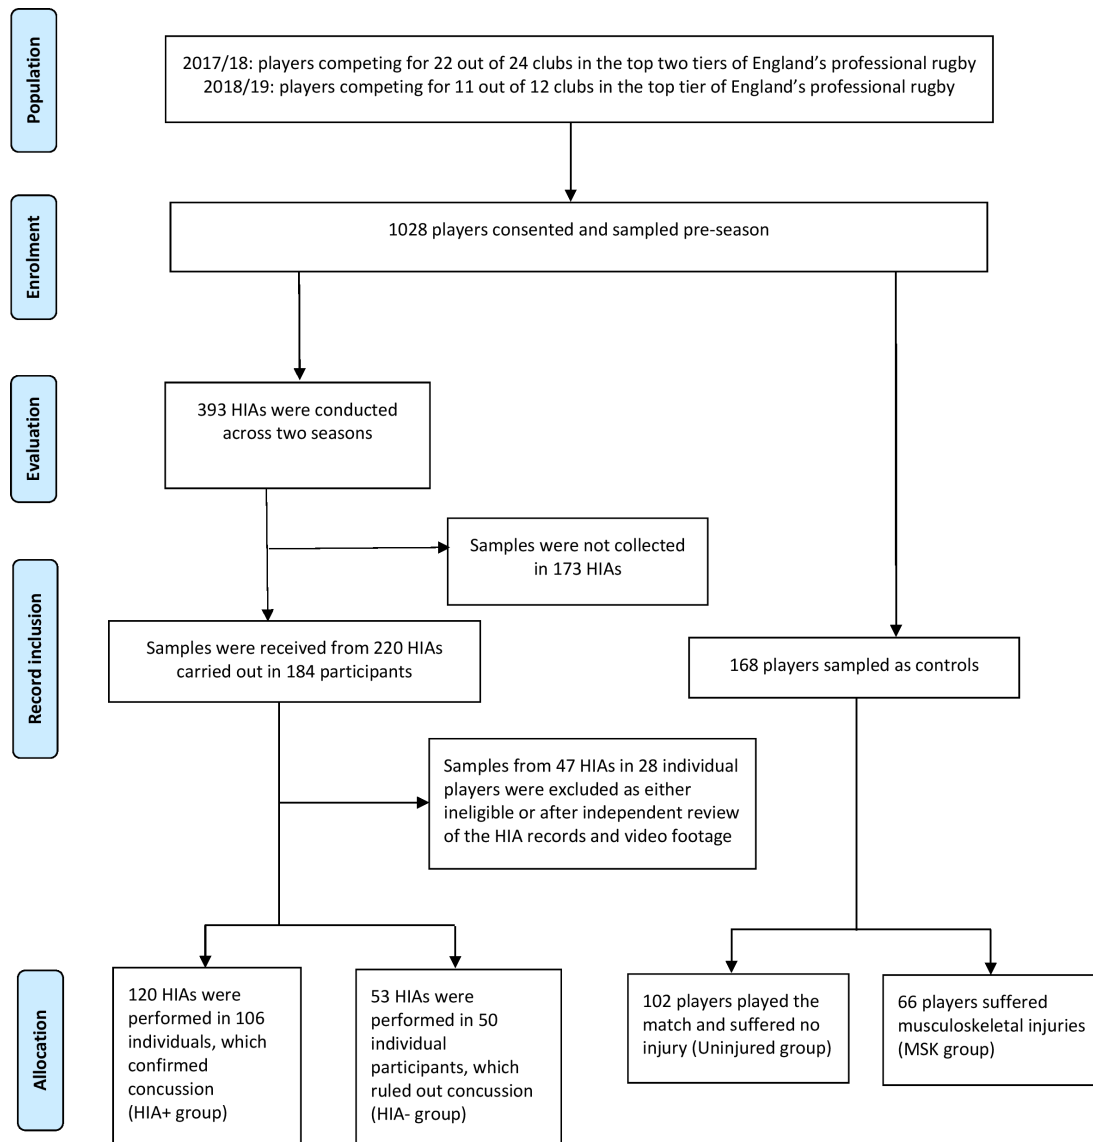 Population
2017/18: players competing for 22 out of 24 clubs in the top two tiers of England’s professional rugby
2018/19: players competing for 11 out of 12 clubs in the top tier of England’s professional rugby
Enrolment
1028 players consented and sampled pre-season
Evaluation
393 HIAs were conducted
across two seasons
Samples were not collected
in 173 HIAs
Record inclusion
Samples were received from 220 HIAs
carried out in 184 participants
168 players sampled as controls
Samples from 47 HIAs in 28 individual
players were excluded as either
ineligible or after independent review
of the HIA records and video footage
Allocation
120 HIAs were
performed in 106
individuals, which
confirmed
concussion
(HIA+ group)
53 HIAs were
performed in 50
individual
participants, which
ruled out concussion
(HIA- group)
102 players played the
match and suffered no
injury (Uninjured group)
66 players suffered
musculoskeletal injuries
(MSK group)